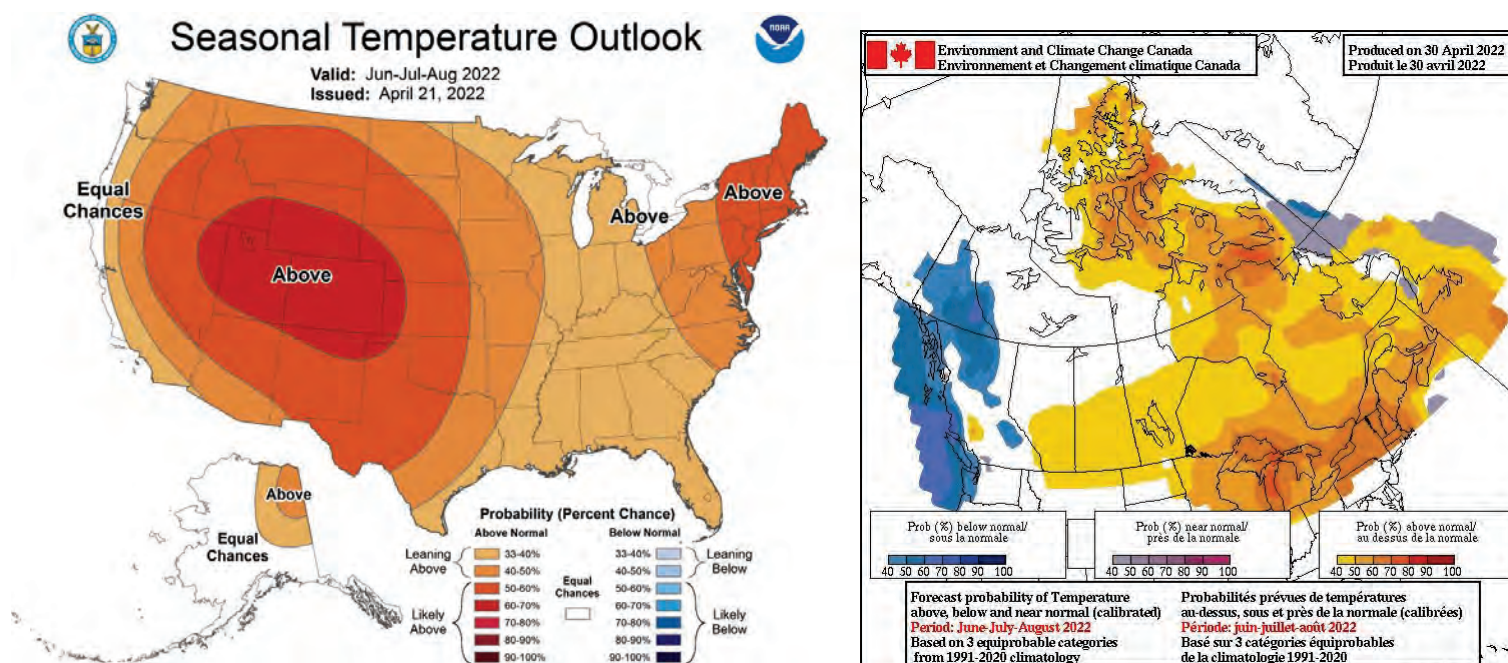 Seasonal Temperature Outlook
NOAA
Valid: Jun-Jul-Aug 2022
Issued: April 21, 2022
Equal
Chances
Above
Above
Above
Above
Equal
Chances
Probability (Percent Chance)
Above Normal Below Normal
Leaning
Above
33-40% 33-40%
40-50% 40-50%
Leaning
Below
Equal
Chances
Likely
Above
50-60% 50-60%
60-70% 60-70%
70-80% 70-80%
80-90% 80-90%
90-100% 90-100%
Likely
Below
Environment and Climate Change Canada
Environnement et Changement climatique Canada
Produced on 30 April 2022
Produit le 30 avril 2022
Prob (%) below normal/
sous la normale
40 50 60 70 80 90 100
Prob (%) near normal/
près de la normale
40 50 60 70 80 90 100
Prob (%) above normal/
au dessus de la normale
40 50 60 70 80 90 100
Forecast probability of Temperature
above, below and near normal (calibrated)
Period: June-July-August 2022
Based on 3 equiprobable categories
from 1991-2020 climatology
Probabilités prévues de températures
au-dessus, sous et près de la normale (calibrées)
Période: juin-juillet-août 2022
Basé sur 3 catégories équiprobables
de la climatologie 1991-2020